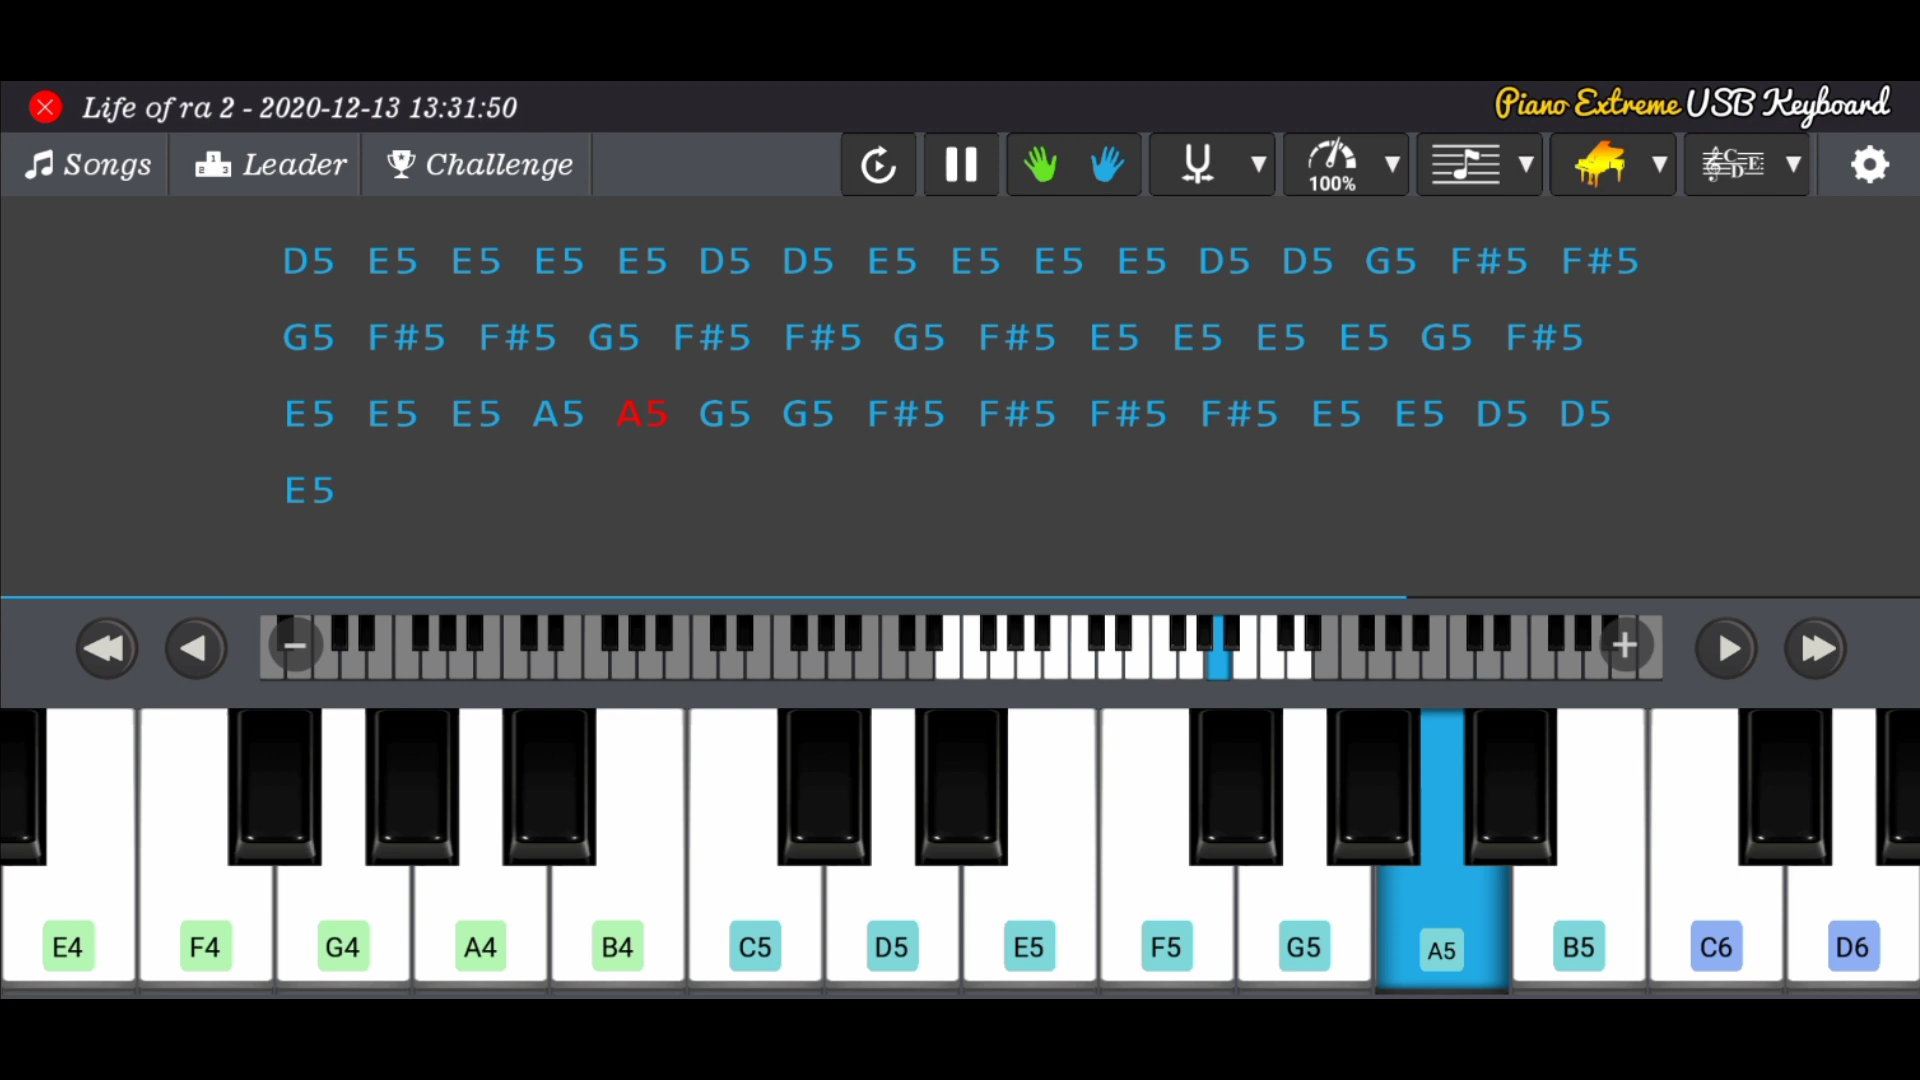 Life of ra 2 - 2020-12-13 13:31:50
Piano Extreme USB Keyboard
Songs Leader Challenge
100%
D5 E5 E5 E5 E5 D5 D5 E5 E5 E5 E5 D5 D5 G5 F#5 F#5
G5 F#5 F#5 G5 F#5 F#5 G5 F#5 E5 E5 E5 E5 G5 F#5
E5 E5 E5 A5 A5 G5 G5 F#5 F#5 F#5 F#5 E5 E5 D5 D5
E5
E4 F4 G4 A4 B4 C5 D5 E5 F5 G5 A5 B5 C6 D6